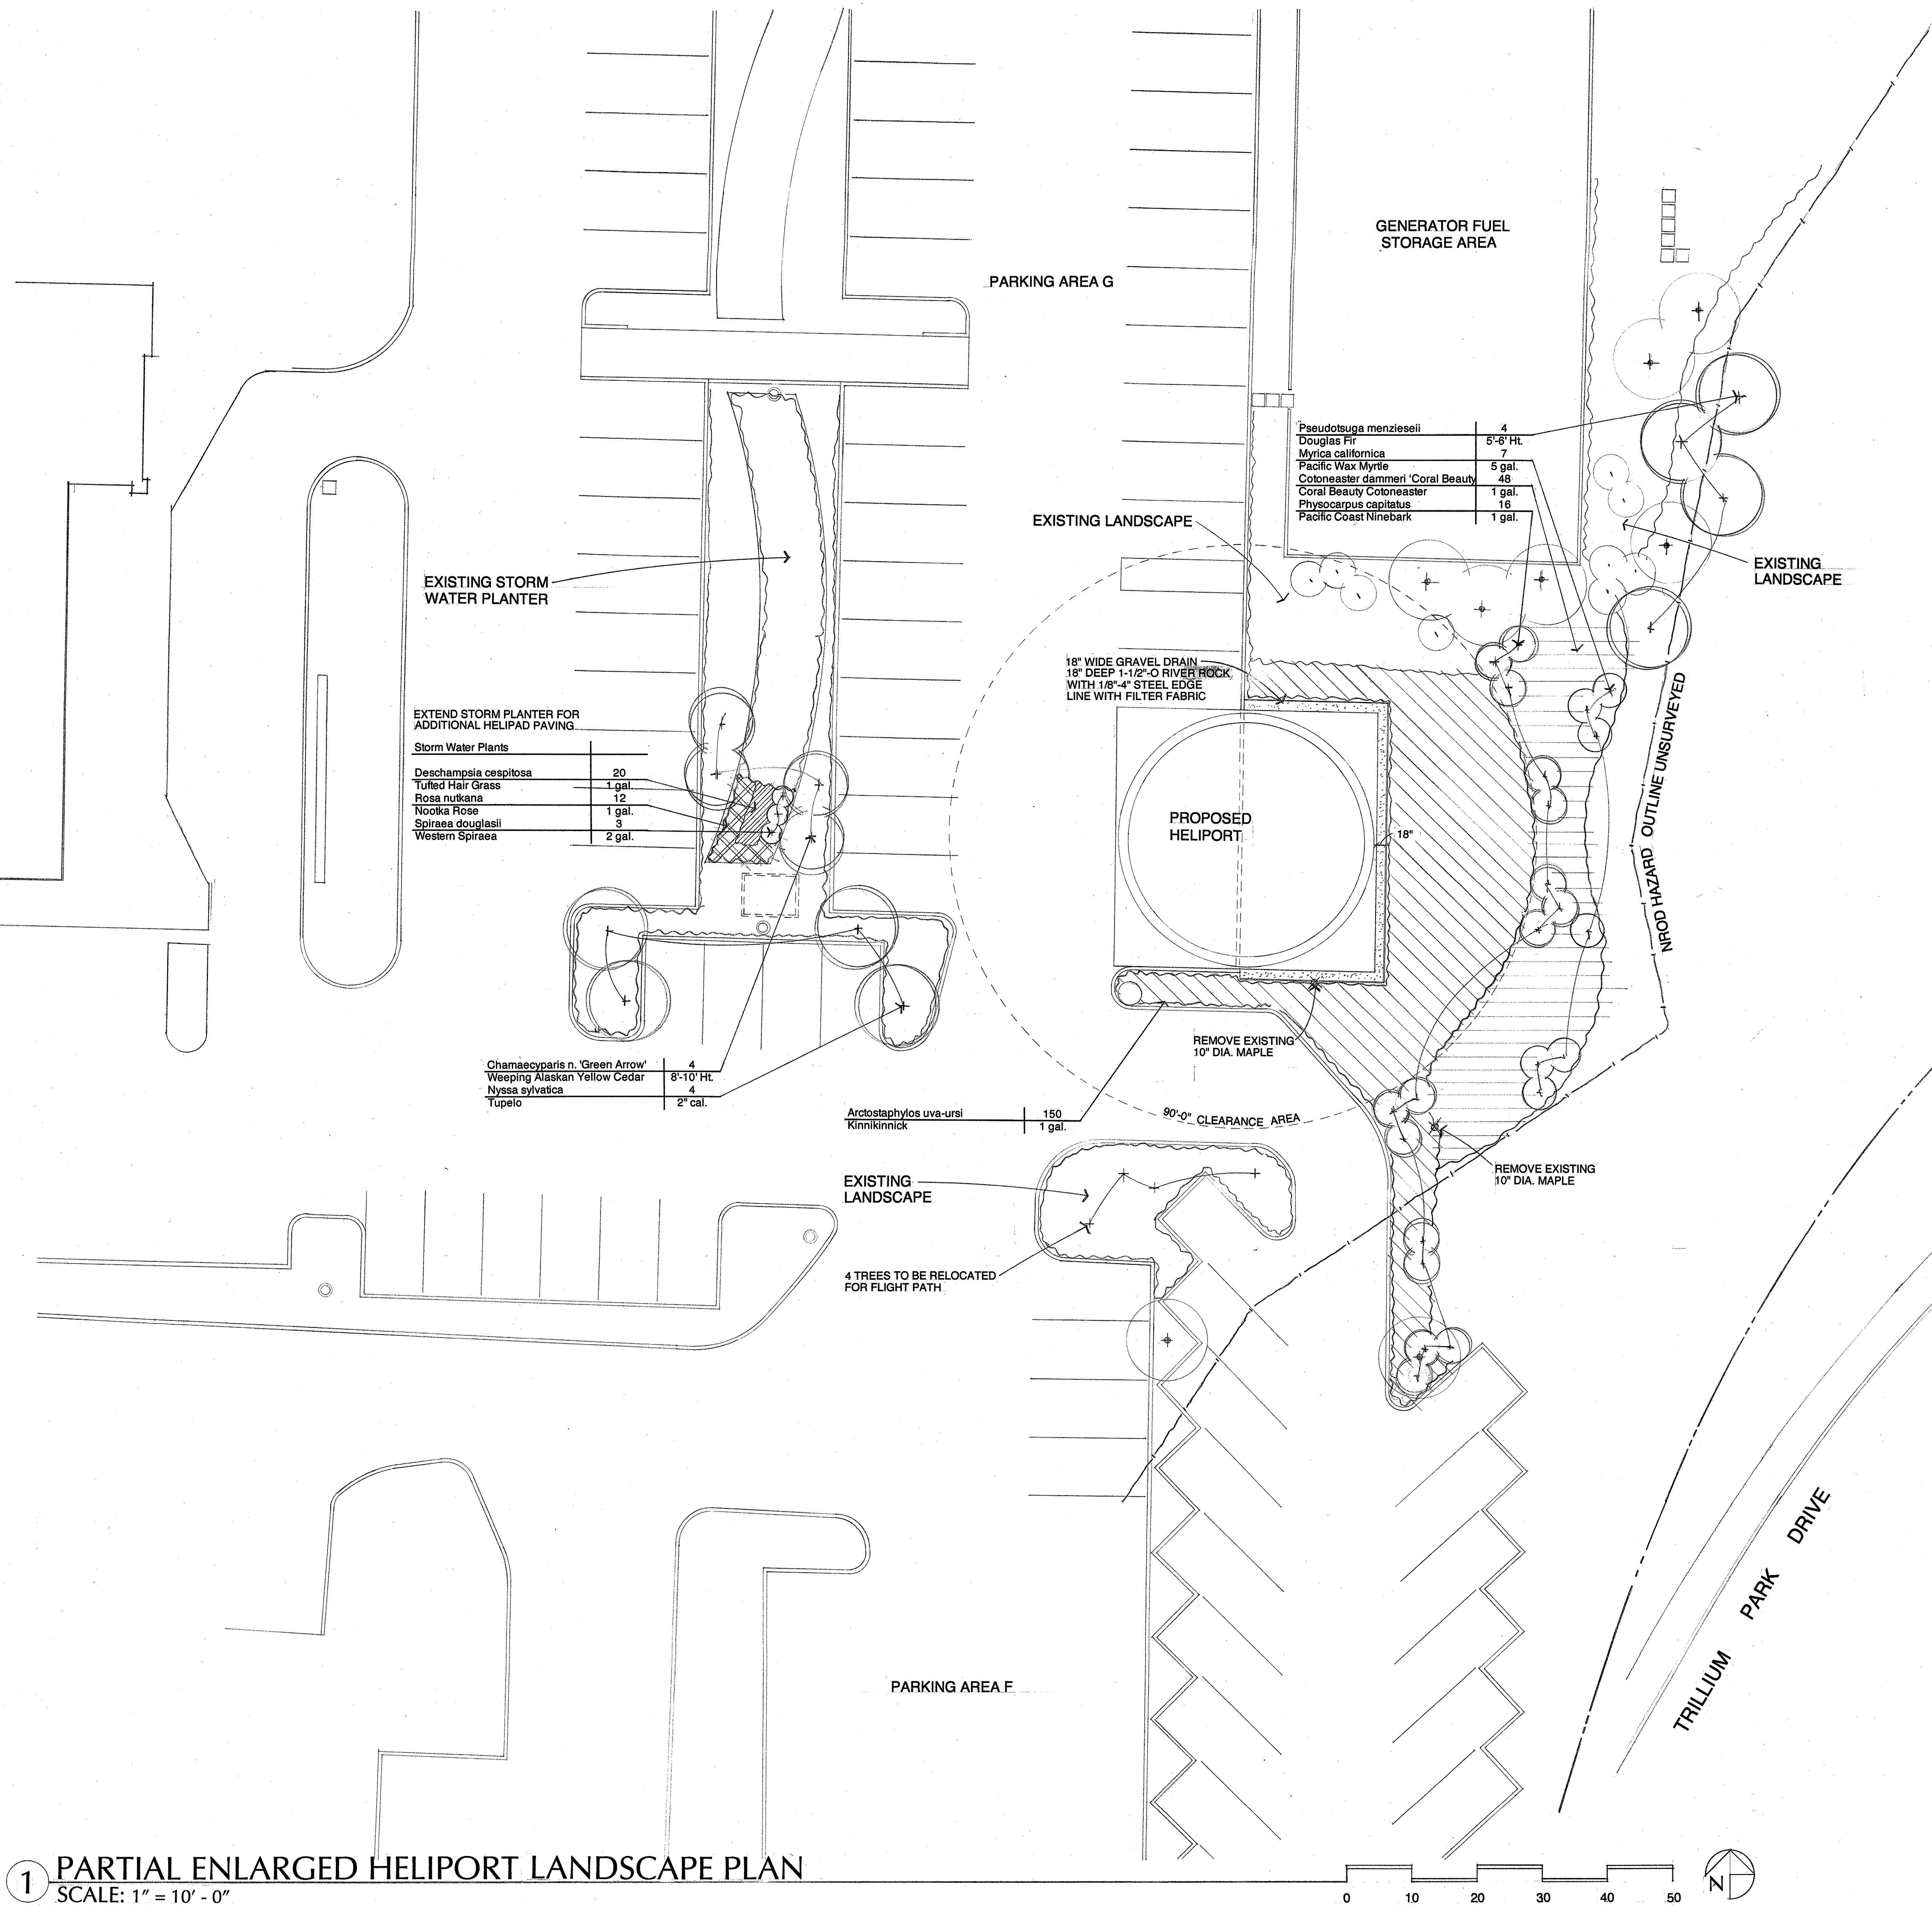 GENERATOR FUEL
STORAGE AREA
PARKING AREA G
Pseudotsuga menzieseii 4
Douglas Fir 5'-6' Ht.
Myrica californica 7
Pacific Wax Myrtle 5 gal.
Cotoneaster dammeri 'Coral Beauty 48
Coral Beauty Cotoneaster 1 gal.
Physocarpus capitatus 16
Pacific Coast Ninebark 1 gal.
EXISTING LANDSCAPE
EXISTING
LANDSCAPE
EXISTING STORM
WATER PLANTER
18" WIDE GRAVEL DRAIN
18" DEEP 1-1/2"-O RIVER ROCK
WITH 1/8"-4" STEEL EDGE
LINE WITH FILTER FABRIC
NROD HAZARD OUTLINE UNSURVEYED
EXTEND STORM PLANTER FOR
ADDITIONAL HELIPAD PAVING
Storm Water Plants
Deschampsia cespitosa 20
Tufted Hair Grass 1 gal.
Rosa nutkana 12
Nootka Rose 1 gal.
Spiraea douglasii 3
Western Spiraea 2 gal.
PROPOSED
HELIPORT
18"
REMOVE EXISTING
10" DIA. MAPLE
Chamaecyparis n. 'Green Arrow' 4
Weeping Alaskan Yellow Cedar 8'-10' Ht.
Nyssa sylvatica 4
Tupelo 2" cal.
Arctostaphylos uva-ursi 150
Kinnikinnick 1 gal.
90'-0" CLEARANCE AREA
REMOVE EXISTING
10" DIA. MAPLE
EXISTING
LANDSCAPE
4 TREES TO BE RELOCATED
FOR FLIGHT PATH
TRILLIUM PARK DRIVE
PARKING AREA F
1 PARTIAL ENLARGED HELIPORT LANDSCAPE PLAN
SCALE: 1" = 10' - 0"
0 10 20 30 40 50
N